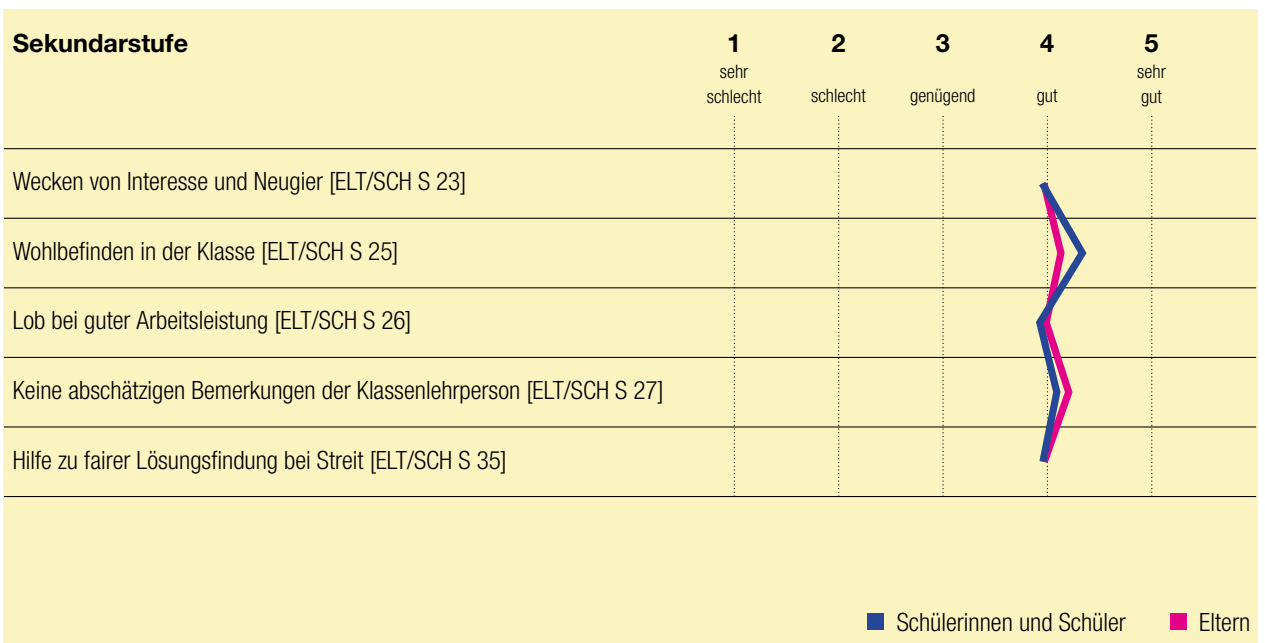 Sekundarstufe 1 2 3 4 5
sehr sehr
schlecht schlecht genügend gut gut
Wecken von Interesse und Neugier [ELT/SCH S 23]
Wohlbefinden in der Klasse [ELT/SCH S 25]
Lob bei guter Arbeitsleistung [ELT/SCH S 26]
Keine abschätzigen Bemerkungen der Klassenlehrperson [ELT/SCH S 27]
Hilfe zu fairer Lösungsfindung bei Streit [ELT/SCH S 35]
Schülerinnen und Schüler Eltern